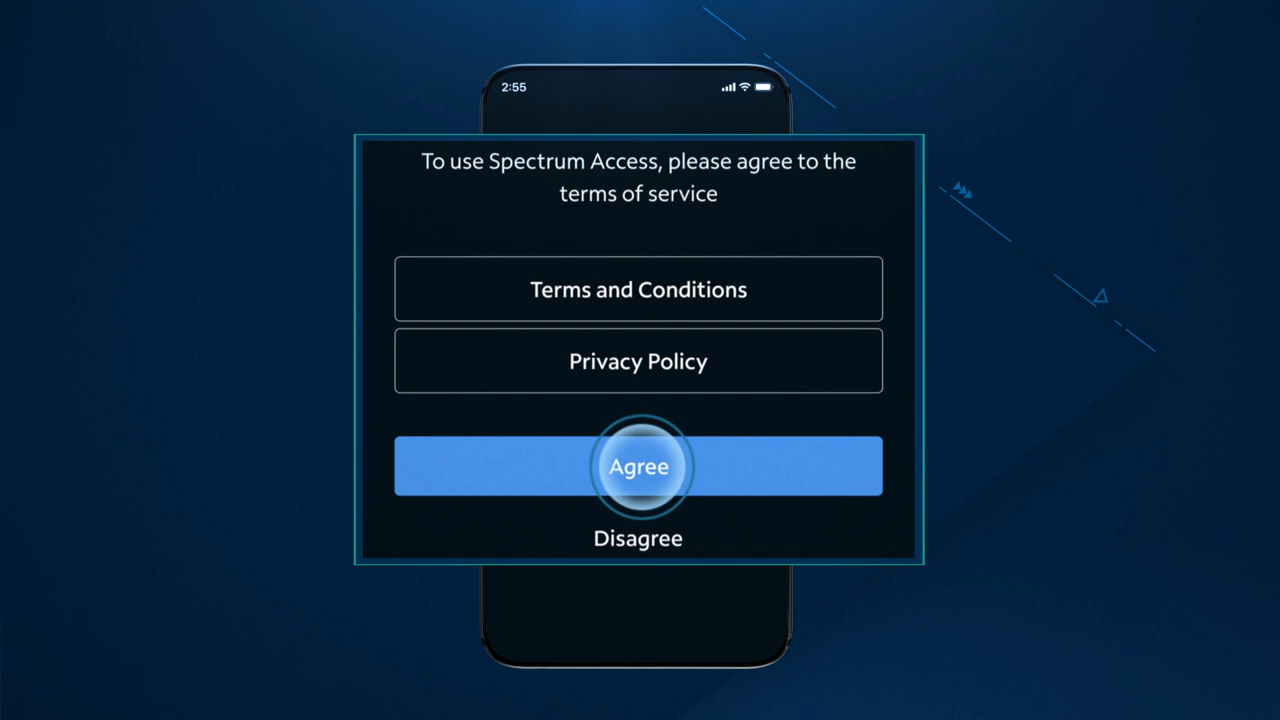 2:55
To use Spectrum Access, please agree to the
terms of service
Terms and Conditions
Privacy Policy
Agree
Disagree